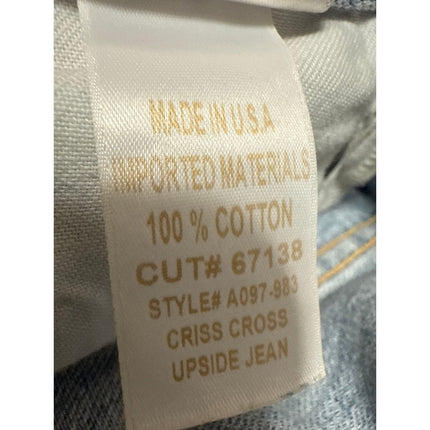 MADE IN U.S.A
IMPORTED MATERIALS
100 % COTTON
CUT# 67138
STYLE# A097-983
CRISS CROSS
UPSIDE JEAN